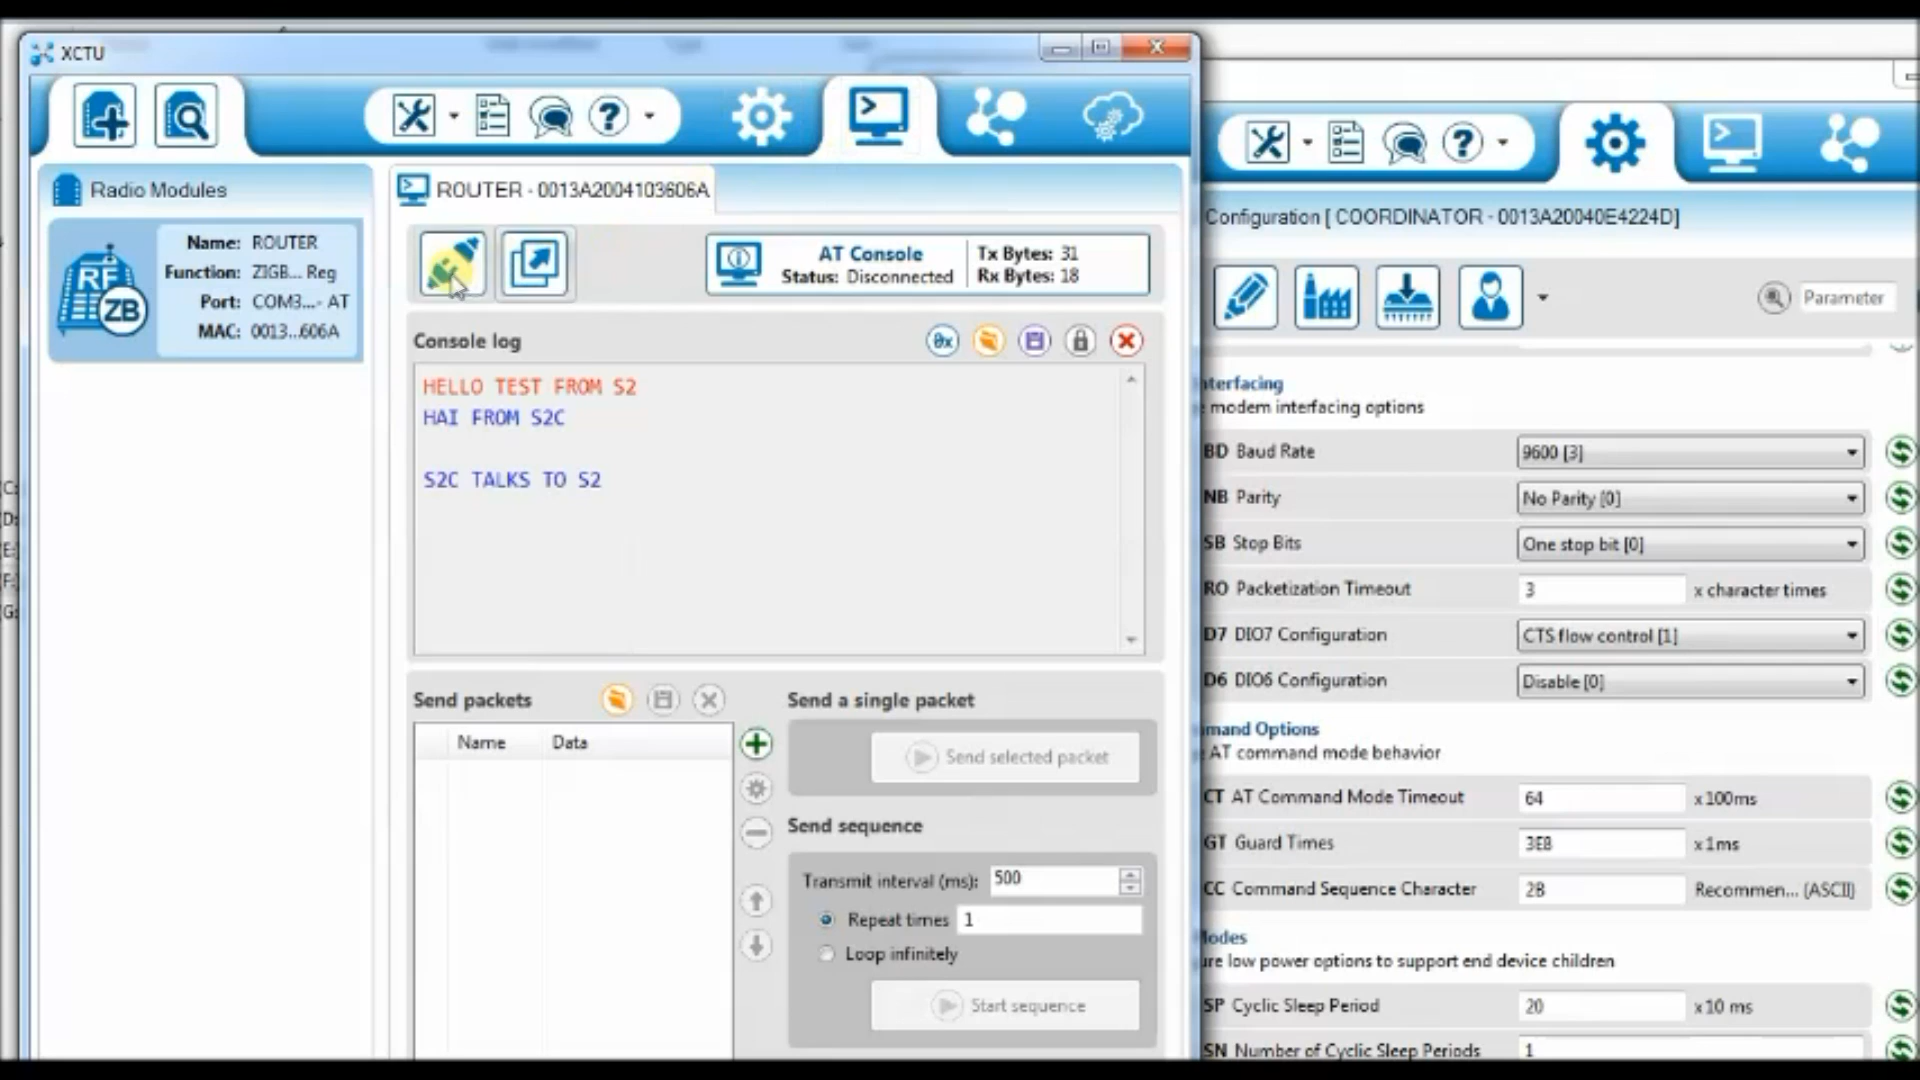 XCTU
Radio Modules
Name: ROUTER
Function: ZIGB... Reg
Port: COM3...- AT
MAC: 0013...606A
RF
ZB
ROUTER - 0013A2004103606A
AT Console
Status: Disconnected
Tx Bytes: 31
Rx Bytes: 18
Console log
HELLO TEST FROM S2
HAI FROM S2C
S2C TALKS TO S2
Send packets
Name Data
Send a single packet
Send selected packet
Send sequence
Transmit interval (ms): 500
Repeat times 1
Loop infinitely
Start sequence
Configuration [ COORDINATOR - 0013A20040E4224D]
Parameter
nterfacing
modem interfacing options
BD Baud Rate 9600 [3]
NB Parity No Parity [0]
SB Stop Bits One stop bit [0]
RO Packetization Timeout 3 x character times
D7 DIO7 Configuration CTS flow control [1]
D6 DIO6 Configuration Disable [0]
mand Options
AT command mode behavior
CT AT Command Mode Timeout 64 x 100ms
GT Guard Times 3E8 x 1ms
CC Command Sequence Character 2B Recommen... (ASCII)
Modes
ure low power options to support end device children
SP Cyclic Sleep Period 20 x 10 ms
SN Number of Cyclic Sleep Periods 1